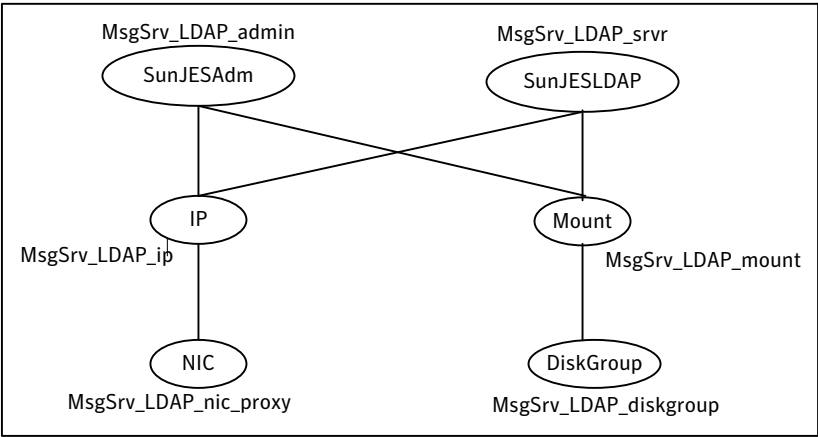 MsgSrv_LDAP_admin
MsgSrv_LDAP_srvr
SunJESAdm
SunJESLDAP
IP
Mount
MsgSrv_LDAP_ip
MsgSrv_LDAP_mount
NIC
DiskGroup
MsgSrv_LDAP_nic_proxy
MsgSrv_LDAP_diskgroup